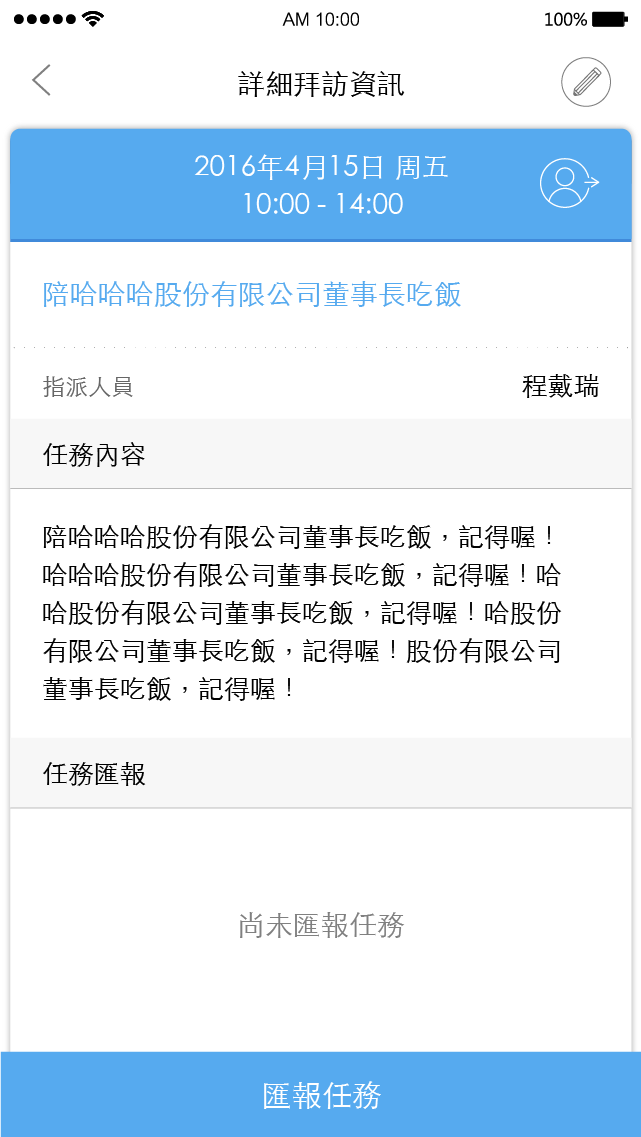 AM 10:00 100%
詳細拜訪資訊
2016年4月15日 周五
10:00 - 14:00
陪哈哈哈股份有限公司董事長吃飯
指派人員 程戴瑞
任務內容
陪哈哈哈股份有限公司董事長吃飯，記得喔！
哈哈哈股份有限公司董事長吃飯，記得喔！哈
哈股份有限公司董事長吃飯，記得喔！哈股份
有限公司董事長吃飯，記得喔！股份有限公司
董事長吃飯，記得喔！
任務匯報
尚未匯報任務
匯報任務